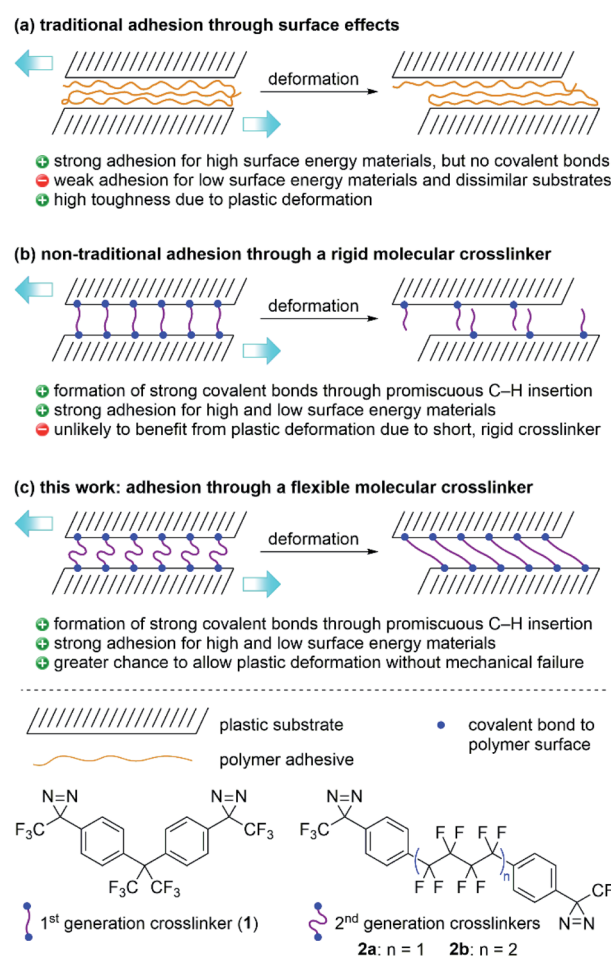 (a) traditional adhesion through surface effects
deformation
strong adhesion for high surface energy materials, but no covalent bonds
weak adhesion for low surface energy materials and dissimilar substrates
high toughness due to plastic deformation
(b) non-traditional adhesion through a rigid molecular crosslinker
deformation
formation of strong covalent bonds through promiscuous C–H insertion
strong adhesion for high and low surface energy materials
unlikely to benefit from plastic deformation due to short, rigid crosslinker
(c) this work: adhesion through a flexible molecular crosslinker
deformation
formation of strong covalent bonds through promiscuous C–H insertion
strong adhesion for high and low surface energy materials
greater chance to allow plastic deformation without mechanical failure
plastic substrate
covalent bond to
polymer surface
polymer adhesive
N=N
F3C
N=N
CF3
F3C CF3
N=N
F3C
F F F F
F F F F
n
CF
N=N
1st generation crosslinker (1)
2nd generation crosslinkers
2a: n = 1 2b: n = 2